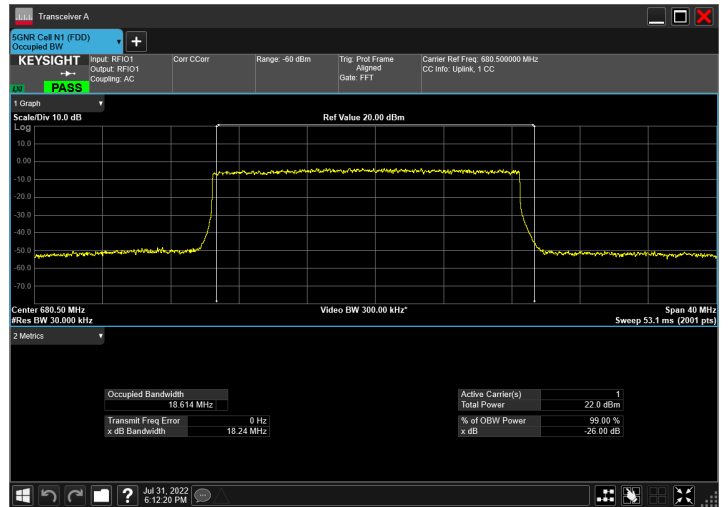 Transceiver A
5GNR Cell N1 (FDD)
Occupied BW
KEYSIGHT
LXI
PASS
Input: RFIO1
Output: RFIO1
Coupling: AC
Corr CCorr
Range: -60 dBm
Trig: Prot Frame
Aligned
Gate: FFT
Carrier Ref Freq: 680.500000 MHz
CC Info: Uplink, 1 CC
1 Graph
Scale/Div 10.0 dB
Ref Value 20.00 dBm
Log
10.0
0.00
-10.0
-20.0
-30.0
-40.0
-50.0
-60.0
-70.0
Center 680.50 MHz
Video BW 300.00 kHz*
Span 40 MHz
#Res BW 30.000 kHz
Sweep 53.1 ms (2001 pts)
2 Metrics
Occupied Bandwidth
18.614 MHz
Transmit Freq Error 0 Hz
x dB Bandwidth 18.24 MHz
Active Carrier(s) 1
Total Power 22.0 dBm
% of OBW Power 99.00 %
x dB -26.00 dB
Jul 31, 2022
6:12:20 PM